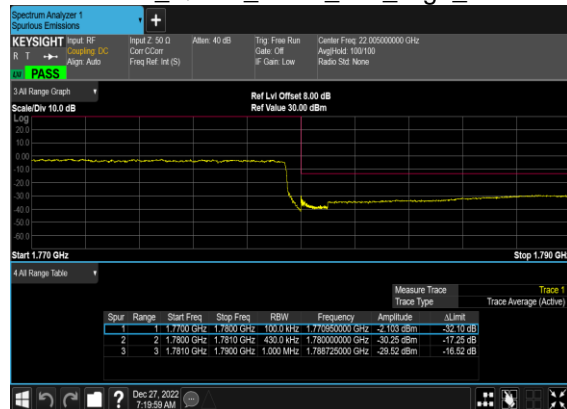 Spectrum Analyzer 1
Spurious Emissions
+
KEYSIGHT Input: RF Input Z: 50 Ω Atten: 40 dB Trig: Free Run Center Freq: 22.005000000 GHz
R T Coupling: DC Corr CCorr Gate: Off Avg|Hold: 100/100
Align: Auto Freq Ref: Int (S) IF Gain: Low Radio Std: None
LXI PASS
3 All Range Graph
Ref Lvl Offset 8.00 dB
Scale/Div 10.0 dB Ref Value 30.00 dBm
Log
20.0
10.0
0.00
-10.0
-20.0
-30.0
-40.0
-50.0
-60.0
Start 1.770 GHz Stop 1.790 GHz
4 All Range Table
Measure Trace Trace 1
Trace Type Trace Average (Active)
Spur Range Start Freq Stop Freq RBW Frequency Amplitude ΔLimit
1 1 1.7700 GHz 1.7800 GHz 100.0 kHz 1.770950000 GHz -2.103 dBm -32.10 dB
2 2 1.7800 GHz 1.7810 GHz 430.0 kHz 1.780000000 GHz -30.25 dBm -17.25 dB
3 3 1.7810 GHz 1.7900 GHz 1.000 MHz 1.788725000 GHz -29.52 dBm -16.52 dB
? Dec 27, 2022
7:19:59 AM